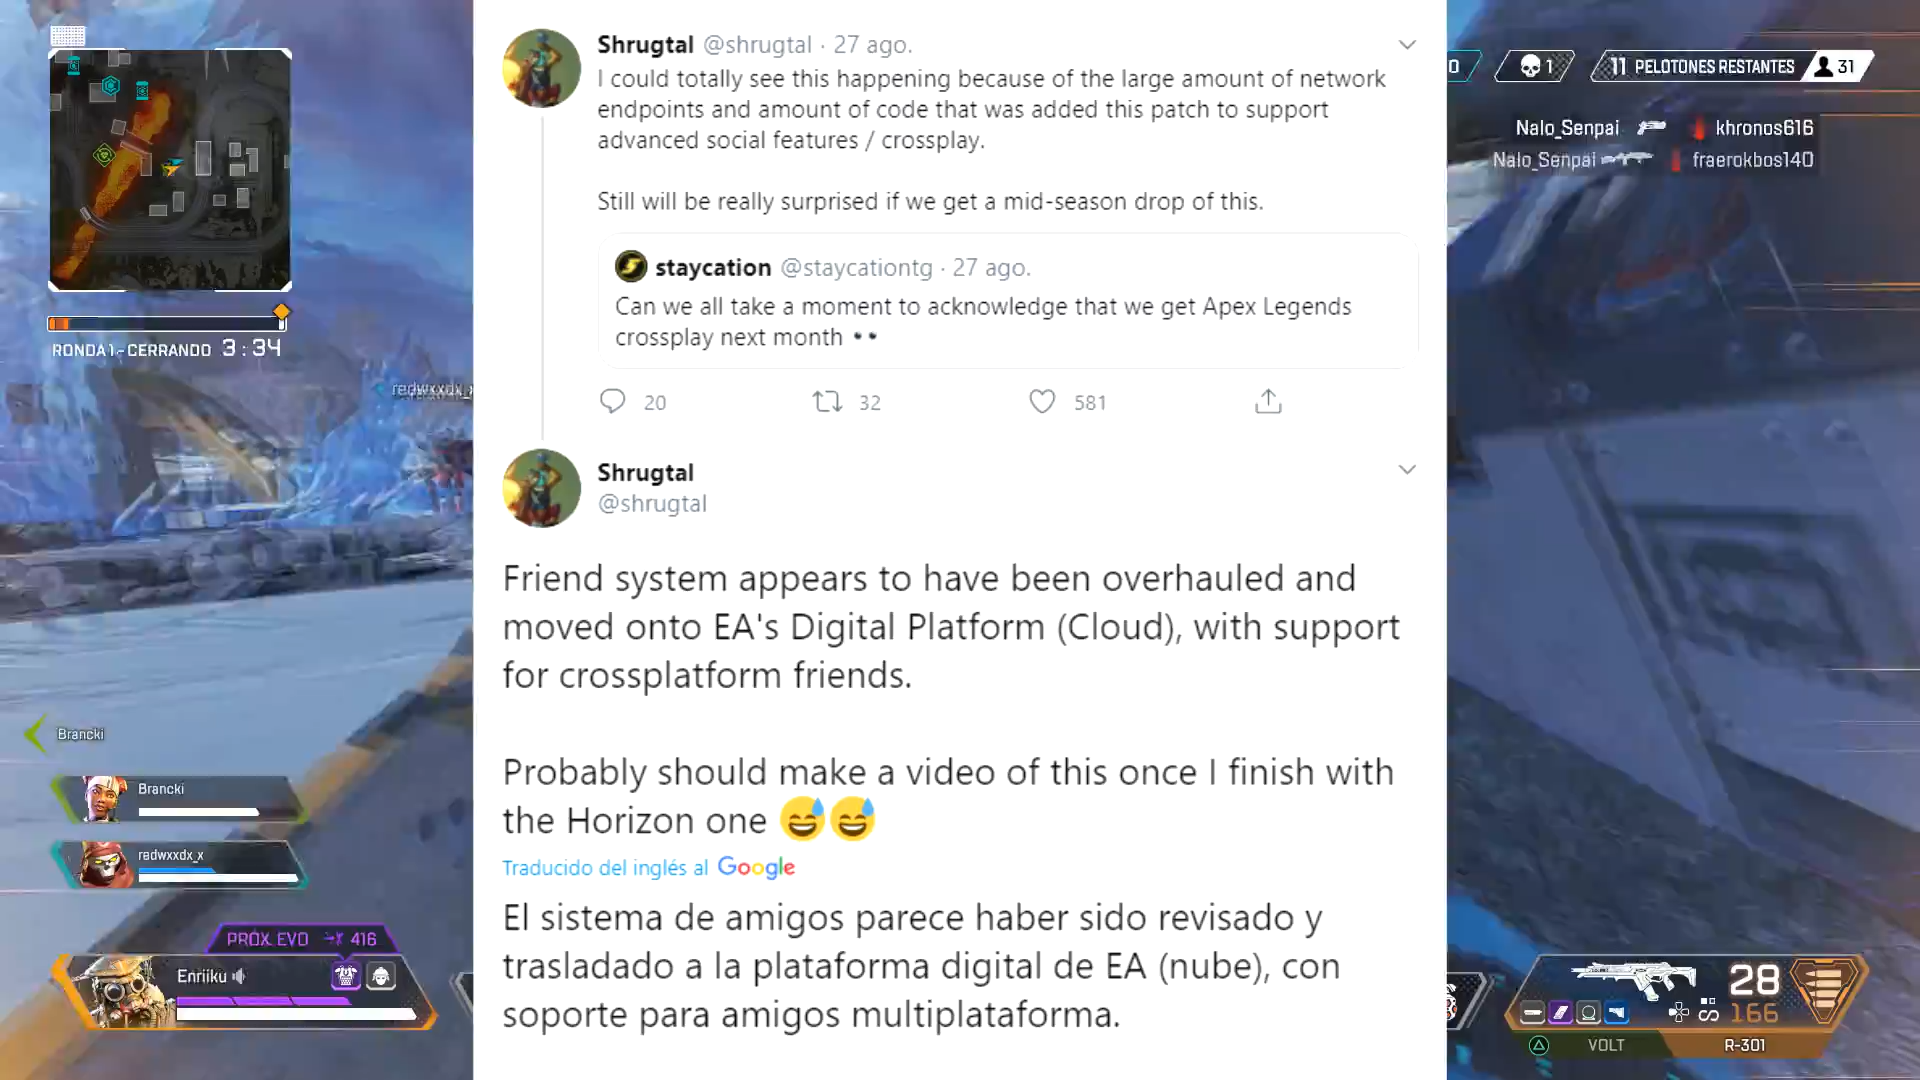 RONDA 1 - CERRANDO 3:34
Brancki
Brancki
redwxxdx_x
PRÓX. EVO 416
Enriiku
Shrugtal @shrugtal · 27 ago.
I could totally see this happening because of the large amount of network
endpoints and amount of code that was added this patch to support
advanced social features / crossplay.
Still will be really surprised if we get a mid-season drop of this.
staycation @staycationtg · 27 ago.
Can we all take a moment to acknowledge that we get Apex Legends
crossplay next month 👀
20 32 581
Shrugtal
@shrugtal
Friend system appears to have been overhauled and
moved onto EA's Digital Platform (Cloud), with support
for crossplatform friends.
Probably should make a video of this once I finish with
the Horizon one 😅😅
Traducido del inglés al Google
El sistema de amigos parece haber sido revisado y
trasladado a la plataforma digital de EA (nube), con
soporte para amigos multiplataforma.
1 11 PELOTONES RESTANTES 31
Nalo_Senpai khronos616
Nalo_Senpai fraerokbos140
28
166
VOLT R-301